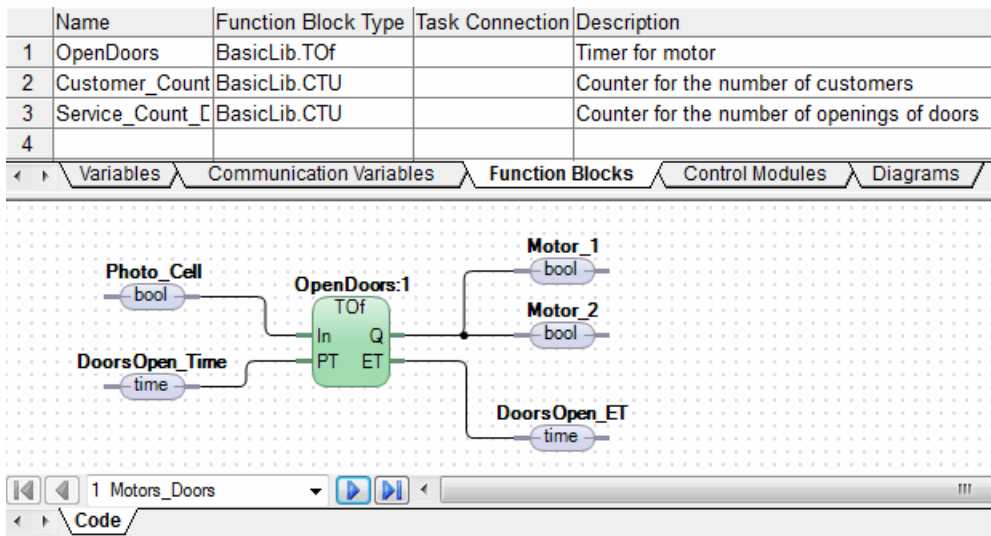 Name Function Block Type Task Connection Description
1 OpenDoors BasicLib.TOf Timer for motor
2 Customer_Count BasicLib.CTU Counter for the number of customers
3 Service_Count_D BasicLib.CTU Counter for the number of openings of doors
4
Variables Communication Variables Function Blocks Control Modules Diagrams
Motor_1
Photo_Cell bool
bool OpenDoors:1
TOf Motor_2
In Q bool
DoorsOpen_Time PT ET
time
DoorsOpen_ET
time
1 Motors_Doors
Code